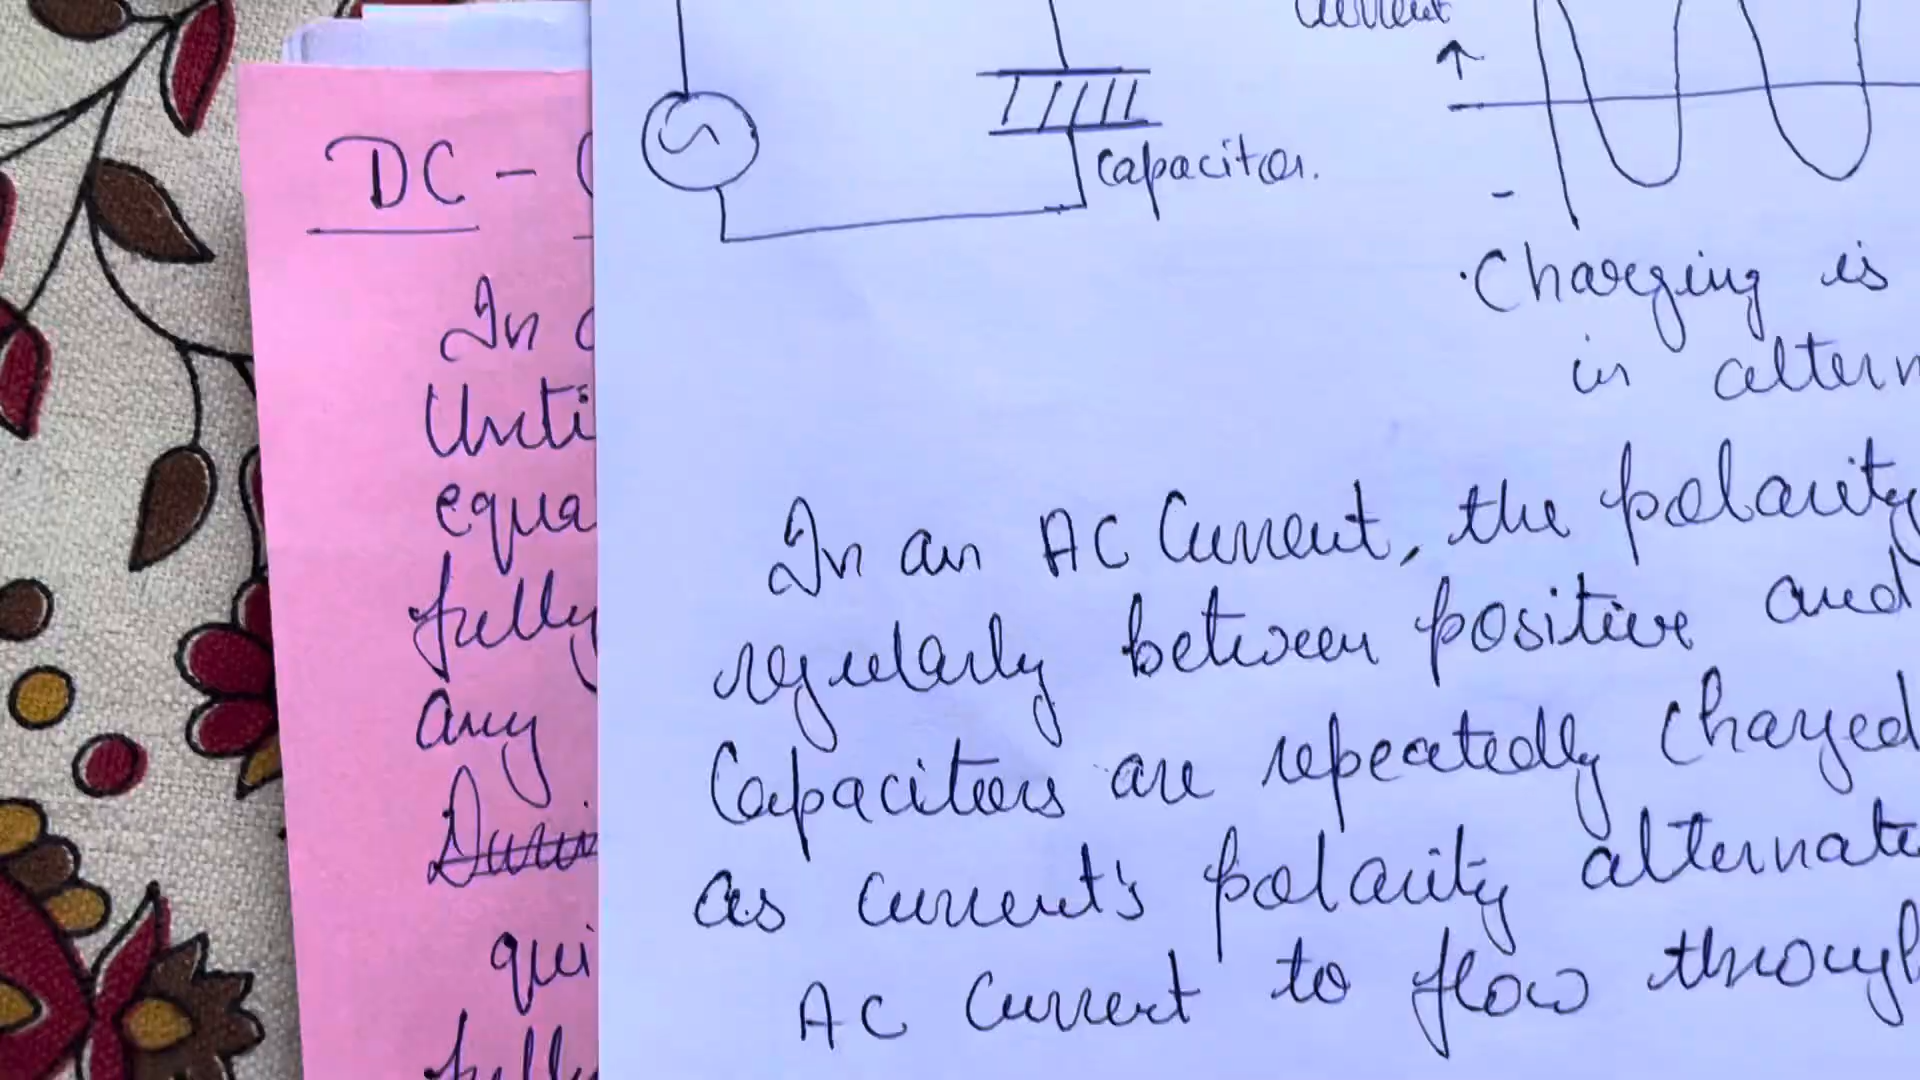 Current
capacitor.
Charging is
in altern
In an AC Current, the polarity
regularly between positive and
Capacitors are repeatedly charged
as current's polarity alternate
AC Current to flow through
DC -
In
Unti
equa
fully
any
qui
fully